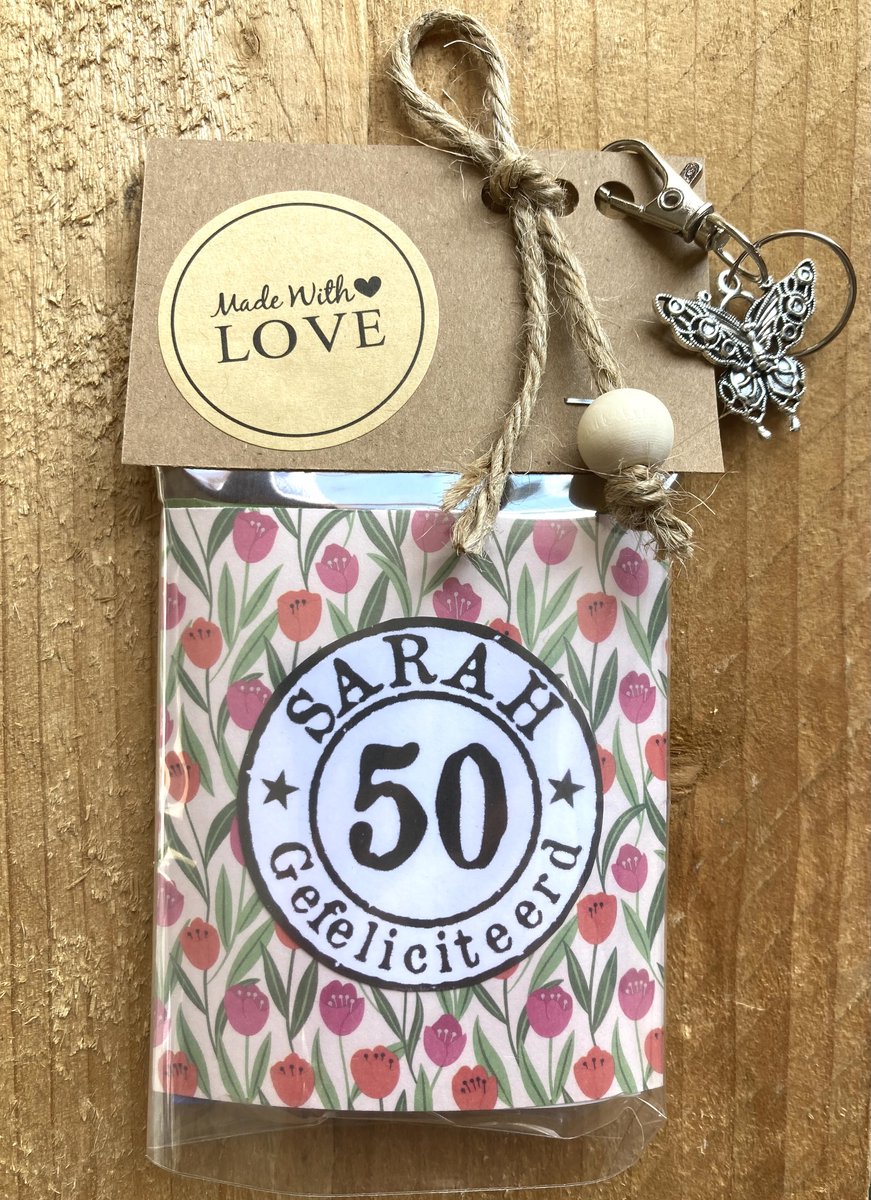 Made With
LOVE
SARAH
50
Gefeliciteerd